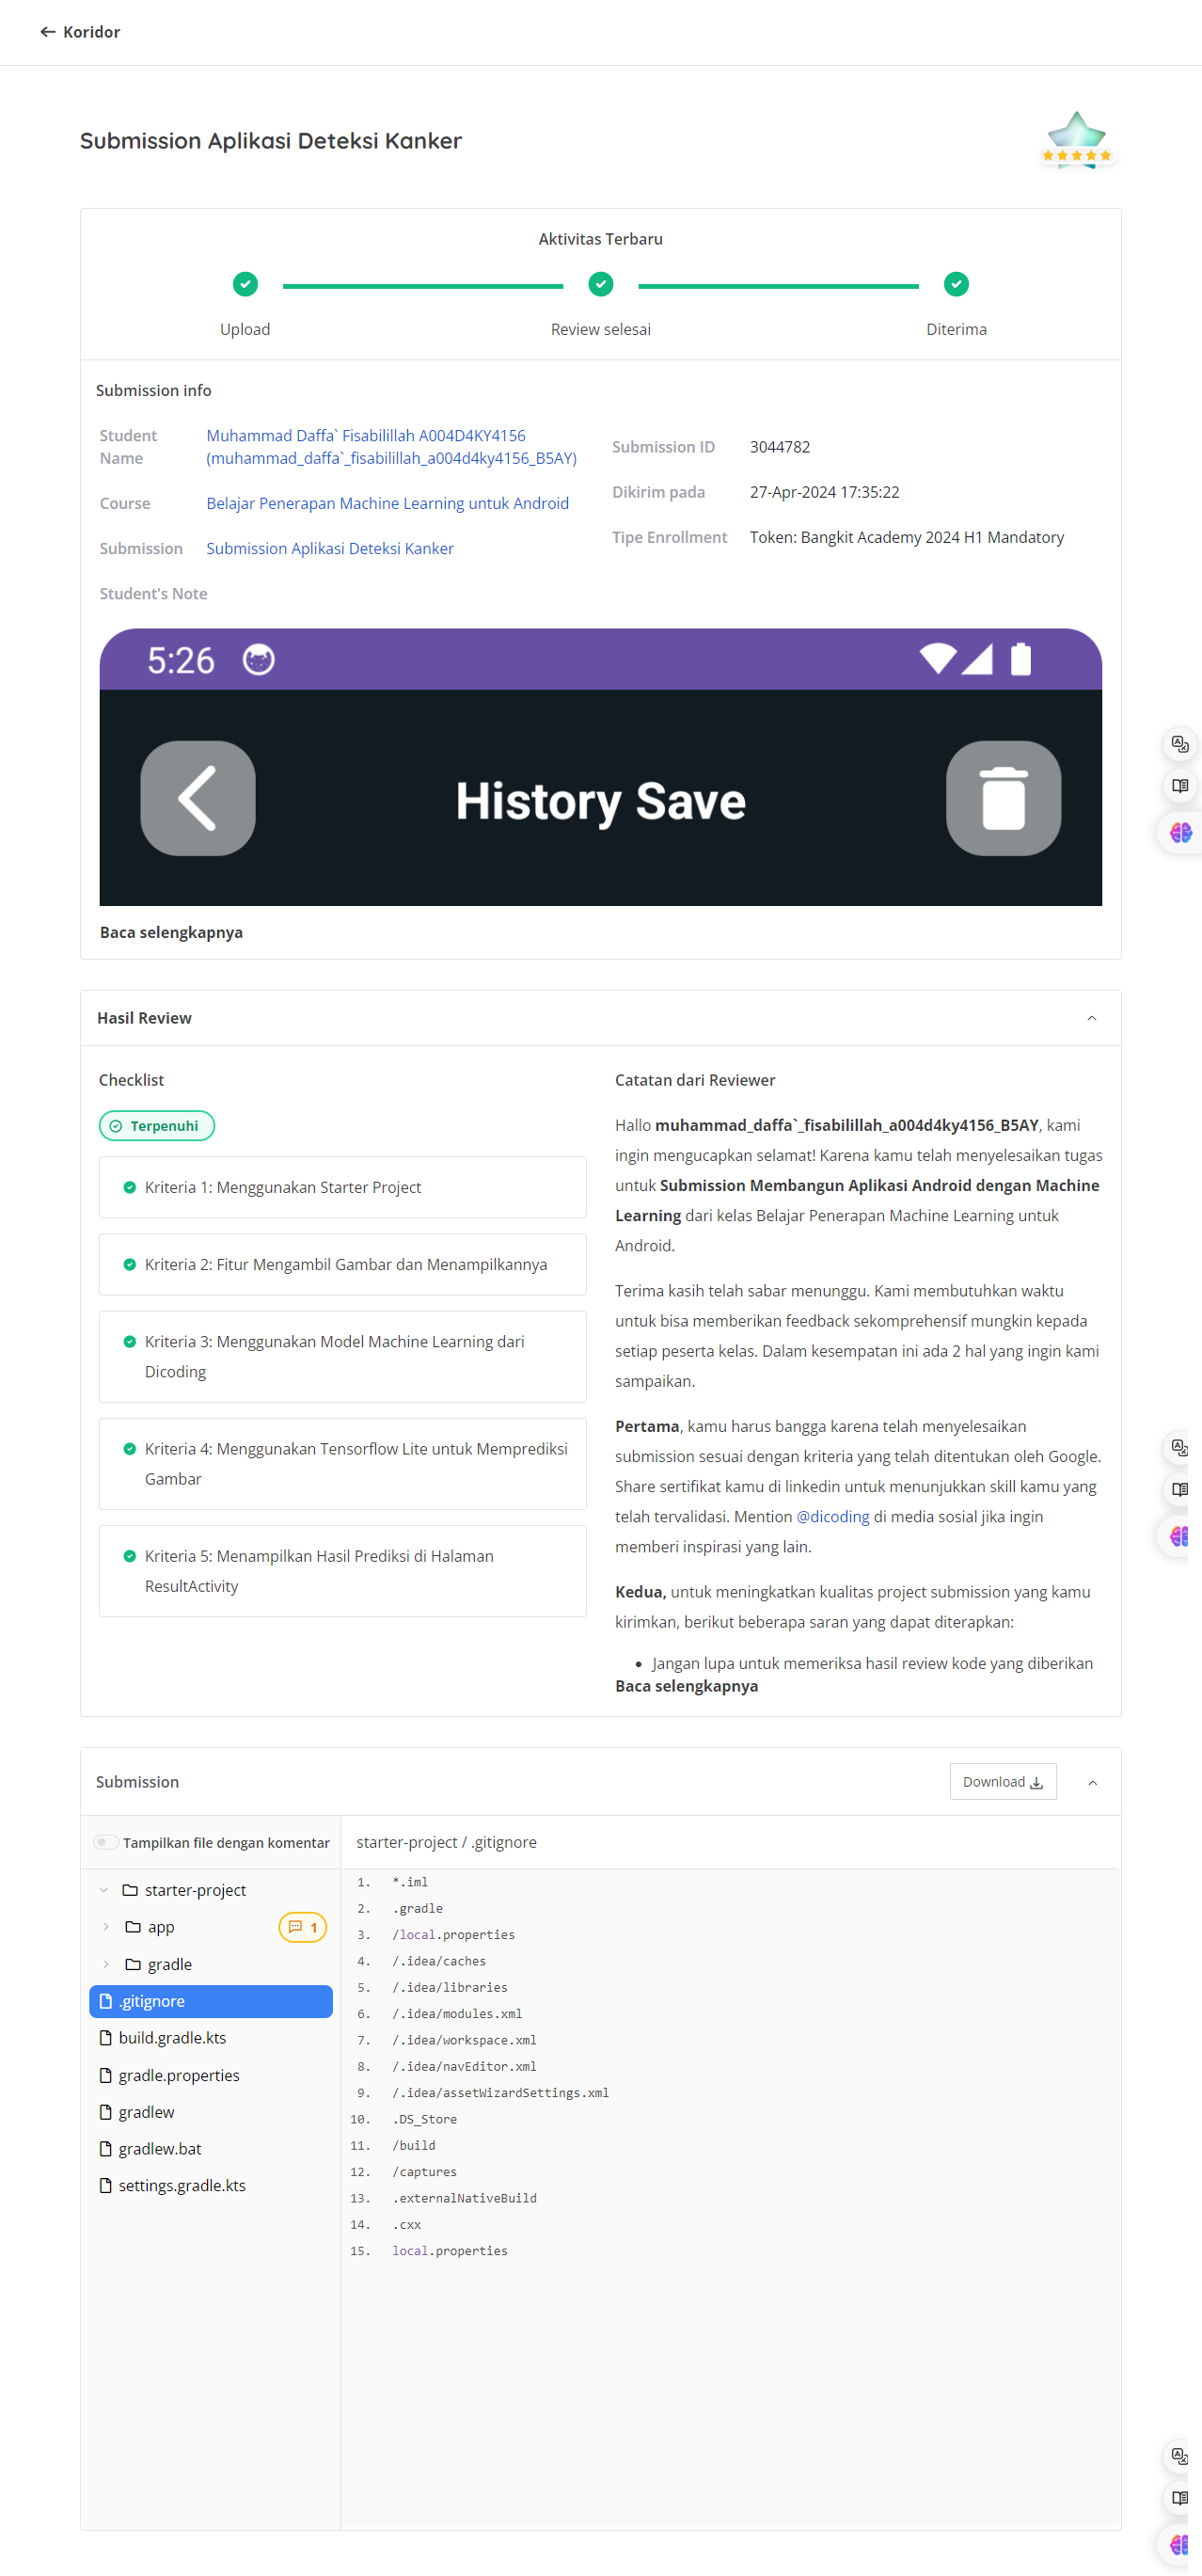 Koridor
Submission Aplikasi Deteksi Kanker
Aktivitas Terbaru
Upload
Review selesai
Diterima
Submission info
Student
Name
Muhammad Daffa` Fisabilillah A004D4KY4156
(muhammad_daffa`_fisabilillah_a004d4ky4156_B5AY)
Course
Belajar Penerapan Machine Learning untuk Android
Submission
Submission Aplikasi Deteksi Kanker
Submission ID
3044782
Dikirim pada
27-Apr-2024 17:35:22
Tipe Enrollment
Token: Bangkit Academy 2024 H1 Mandatory
Student's Note
5:26
History Save
Baca selengkapnya
Hasil Review
Checklist
Terpenuhi
Kriteria 1: Menggunakan Starter Project
Kriteria 2: Fitur Mengambil Gambar dan Menampilkannya
Kriteria 3: Menggunakan Model Machine Learning dari
Dicoding
Kriteria 4: Menggunakan Tensorflow Lite untuk Memprediksi
Gambar
Kriteria 5: Menampilkan Hasil Prediksi di Halaman
ResultActivity
Catatan dari Reviewer
Hallo muhammad_daffa`_fisabilillah_a004d4ky4156_B5AY, kami
ingin mengucapkan selamat! Karena kamu telah menyelesaikan tugas
untuk Submission Membangun Aplikasi Android dengan Machine
Learning dari kelas Belajar Penerapan Machine Learning untuk
Android.
Terima kasih telah sabar menunggu. Kami membutuhkan waktu
untuk bisa memberikan feedback sekomprehensif mungkin kepada
setiap peserta kelas. Dalam kesempatan ini ada 2 hal yang ingin kami
sampaikan.
Pertama, kamu harus bangga karena telah menyelesaikan
submission sesuai dengan kriteria yang telah ditentukan oleh Google.
Share sertifikat kamu di linkedin untuk menunjukkan skill kamu yang
telah tervalidasi. Mention @dicoding di media sosial jika ingin
memberi inspirasi yang lain.
Kedua, untuk meningkatkan kualitas project submission yang kamu
kirimkan, berikut beberapa saran yang dapat diterapkan:
Jangan lupa untuk memeriksa hasil review kode yang diberikan
Baca selengkapnya
Submission
Download
Tampilkan file dengan komentar
starter-project
app
1
gradle
.gitignore
build.gradle.kts
gradle.properties
gradlew
gradlew.bat
settings.gradle.kts
starter-project / .gitignore
1. *.iml
2. .gradle
3. /local.properties
4. /.idea/caches
5. /.idea/libraries
6. /.idea/modules.xml
7. /.idea/workspace.xml
8. /.idea/navEditor.xml
9. /.idea/assetWizardSettings.xml
10. .DS_Store
11. /build
12. /captures
13. .externalNativeBuild
14. .cxx
15. local.properties